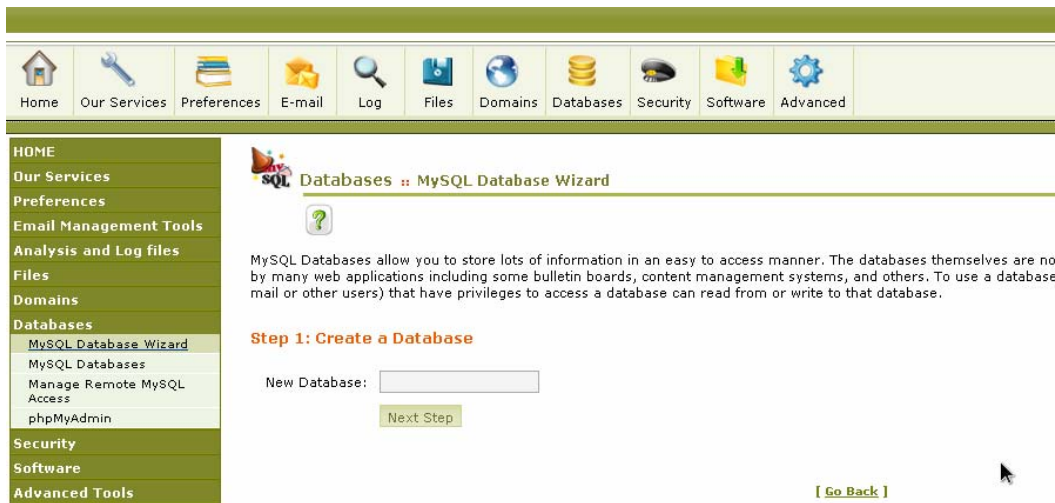 Home Our Services Preferences E-mail Log Files Domains Databases Security Software Advanced
HOME
Our Services
Preferences
Email Management Tools
Analysis and Log files
Files
Domains
Databases
MySQL Database Wizard
MySQL Databases
Manage Remote MySQL
Access
phpMyAdmin
Security
Software
Advanced Tools
My
SQL
Databases :: MySQL Database Wizard
?
MySQL Databases allow you to store lots of information in an easy to access manner. The databases themselves are no
by many web applications including some bulletin boards, content management systems, and others. To use a database
mail or other users) that have privileges to access a database can read from or write to that database.
Step 1: Create a Database
New Database:
Next Step
[ Go Back ]